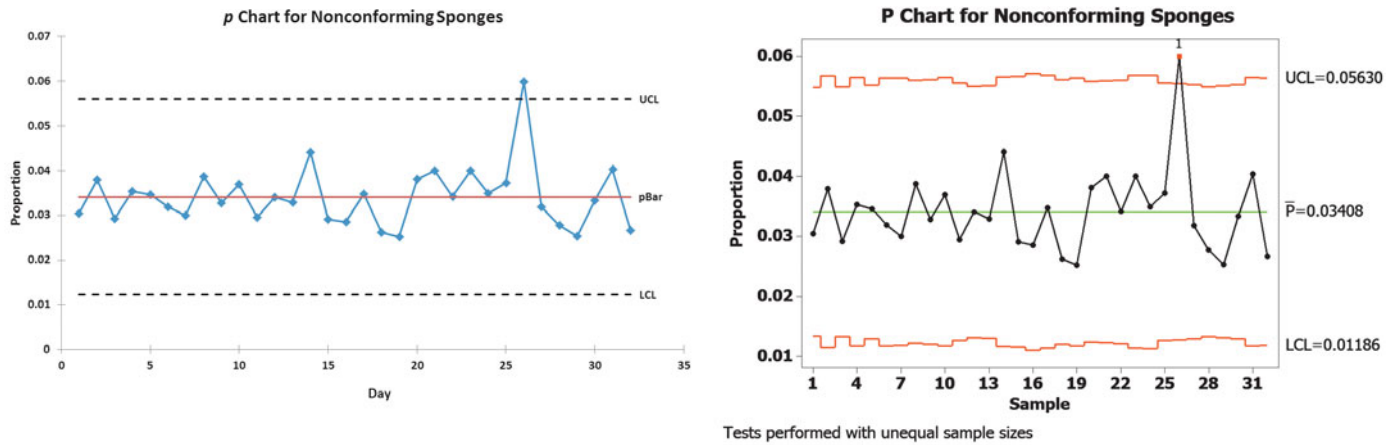 p Chart for Nonconforming Sponges
0.07
0.06
0.05
0.04
0.03
0.02
0.01
0
Proportion
UCL
pBar
LCL
0 5 10 15 20 25 30 35
Day
P Chart for Nonconforming Sponges
1
0.06
0.05
0.04
0.03
0.02
0.01
Proportion
UCL=0.05630
P̅=0.03408
LCL=0.01186
1 4 7 10 13 16 19 22 25 28 31
Sample
Tests performed with unequal sample sizes